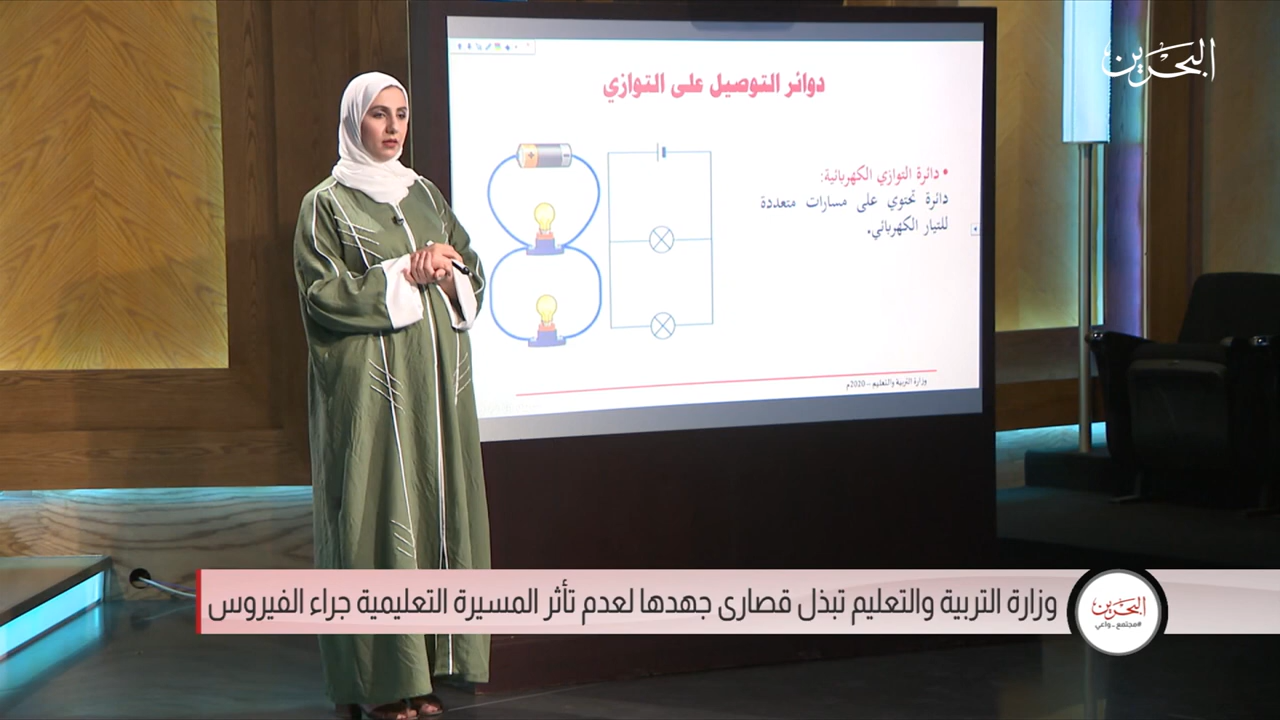 البحرين
دوائر التوصيل على التوازي
• دائرة التوازي الكهربائية:
دائرة تحتوي على مسارات متعددة
للتيار الكهربائي.
وزارة التربية والتعليم – 2020م
وزارة التربية والتعليم تبذل قصارى جهدها لعدم تأثر المسيرة التعليمية جراء الفيروس
البحرين
#مجتمع_واعي